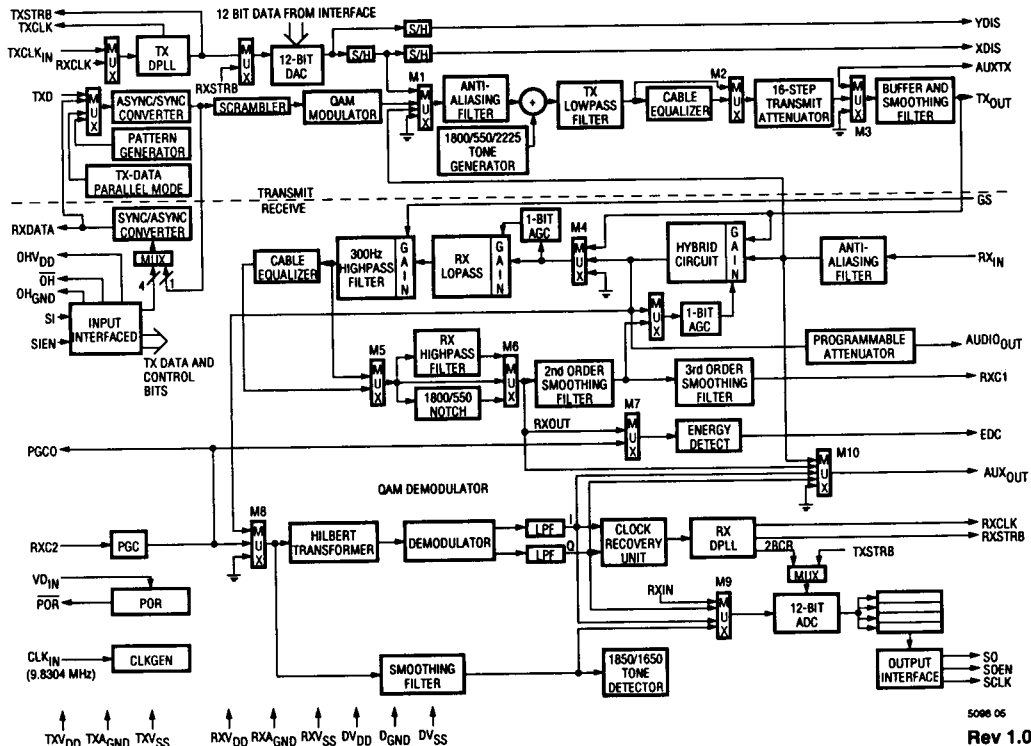 TXSTRB
TXCLK
TXCLKIN
RXCLK
MUX
TX DPLL
12 BIT DATA FROM INTERFACE
RXSTRB
MUX
12-BIT DAC
S/H
S/H
S/H
YDIS
XDIS
AUXTX
TXD
MUX
ASYNC/SYNC CONVERTER
PATTERN GENERATOR
TX-DATA PARALLEL MODE
SCRAMBLER
QAM MODULATOR
M1
MUX
ANTI-ALIASING FILTER
+
1800/550/2225 TONE GENERATOR
TX LOWPASS FILTER
CABLE EQUALIZER
M2
MUX
16-STEP TRANSMIT ATTENUATOR
MUX
M3
BUFFER AND SMOOTHING FILTER
TXOUT
TRANSMIT
RECEIVE
GS
RXDATA
SYNC/ASYNC CONVERTER
MUX
4
1
OHVDD
OH
OHGND
SI
SIEN
INPUT INTERFACED
TX DATA AND CONTROL BITS
CABLE EQUALIZER
300Hz HIGHPASS FILTER
GAIN
RX LOPASS
GAIN
1-BIT AGC
M4
MUX
HYBRID CIRCUIT
GAIN
ANTI-ALIASING FILTER
RXIN
MUX
1-BIT AGC
PROGRAMMABLE ATTENUATOR
AUDIOOUT
M5
MUX
RX HIGHPASS FILTER
1800/550 NOTCH
M6
MUX
2nd ORDER SMOOTHING FILTER
3rd ORDER SMOOTHING FILTER
RXC1
RXOUT
M7
MUX
ENERGY DETECT
EDC
PGCO
M10
MUX
AUXOUT
QAM DEMODULATOR
RXC2
PGC
M8
MUX
HILBERT TRANSFORMER
DEMODULATOR
LPF
I
LPF
Q
CLOCK RECOVERY UNIT
RX DPLL
RXCLK
RXSTRB
2BCR
TXSTRB
MUX
VDIN
POR
POR
RXIN
M9
MUX
12-BIT ADC
CLKIN
(9.8304 MHz)
CLKGEN
SMOOTHING FILTER
1850/1650 TONE DETECTOR
OUTPUT INTERFACE
SO
SOEN
SCLK
TXVDD TXAGND TXVSS RXVDD RXAGND RXVSS DVDD DGND DVSS
5096 05
Rev 1.0